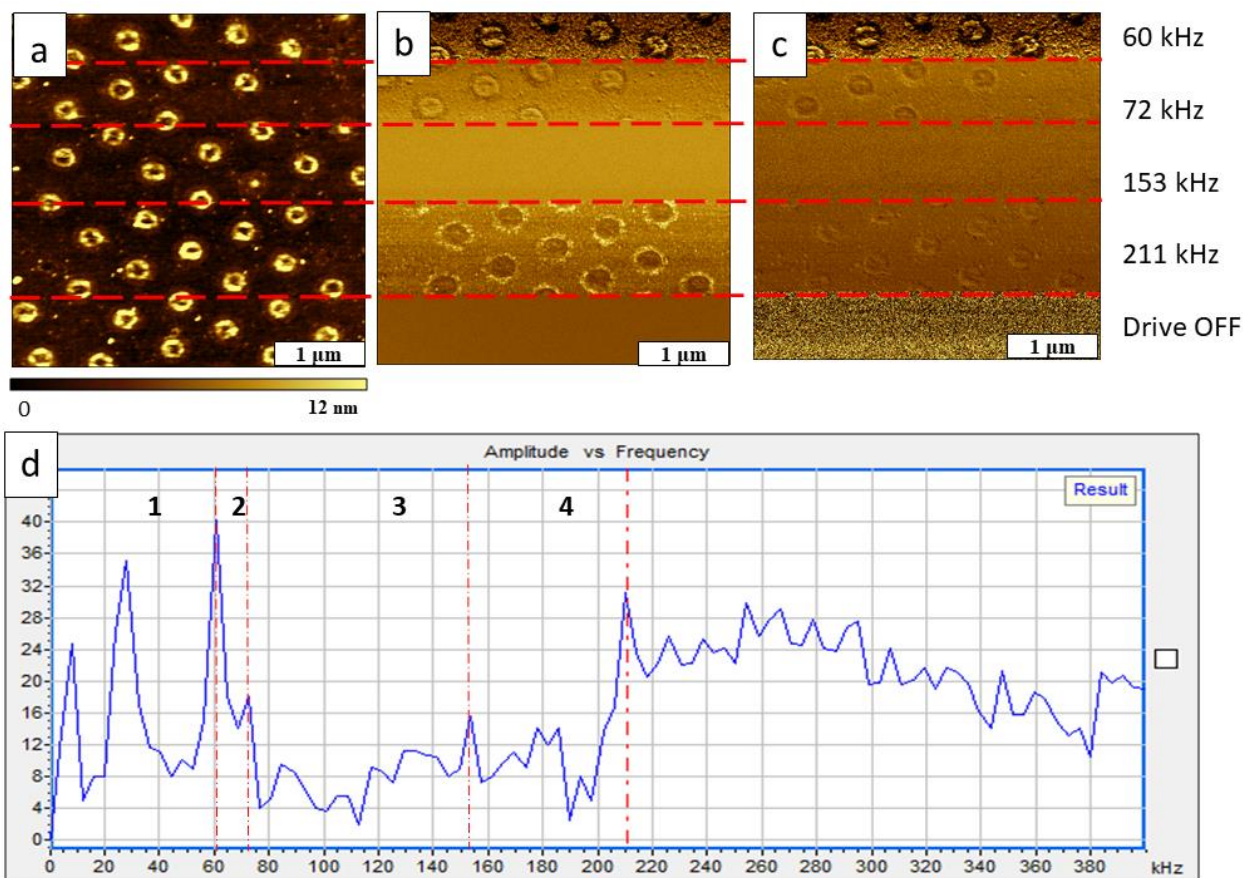 a
b
c
60 kHz
72 kHz
153 kHz
211 kHz
Drive OFF
1 μm
1 μm
1 μm
0
12 nm
d
Amplitude vs Frequency
Result
1
2
3
4
40
36
32
28
24
20
16
12
8
4
0
0 20 40 60 80 100 120 140 160 180 200 220 240 260 280 300 320 340 360 380 kHz